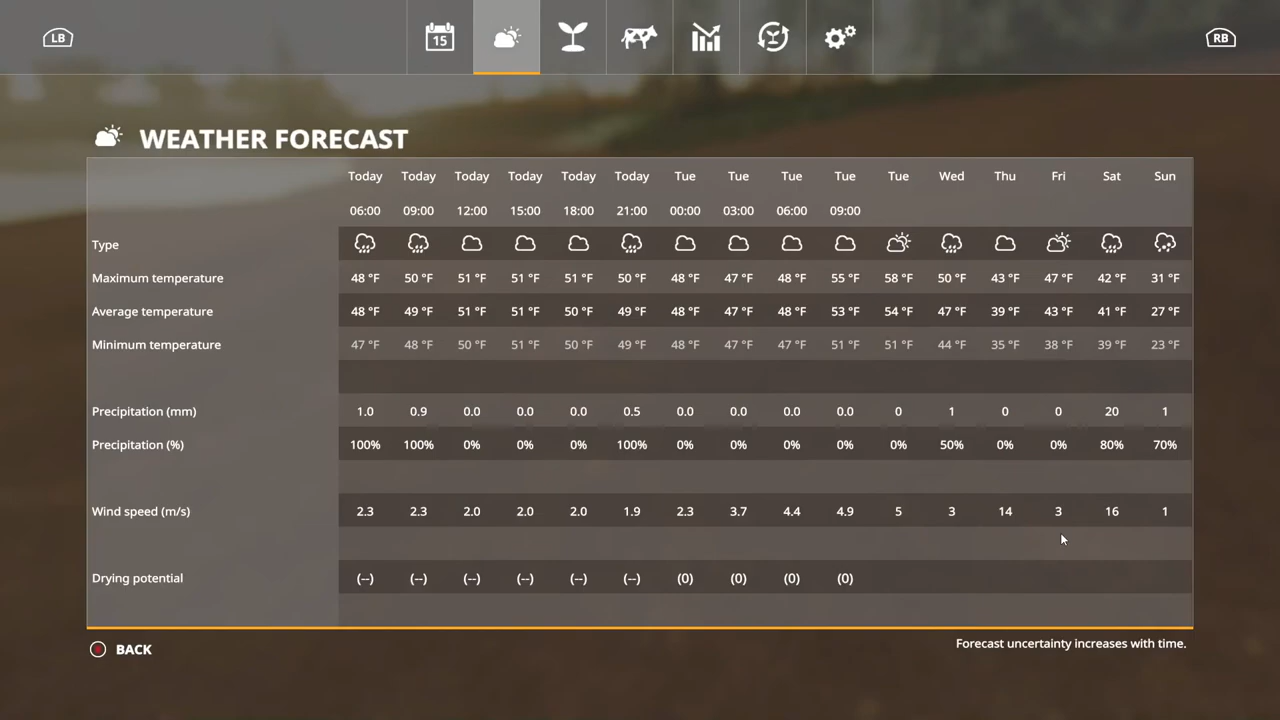 LB
15
RB
WEATHER FORECAST
Today Today Today Today Today Today Tue Tue Tue Tue Tue Wed Thu Fri Sat Sun
06:00 09:00 12:00 15:00 18:00 21:00 00:00 03:00 06:00 09:00
Type
Maximum temperature 48 °F 50 °F 51 °F 51 °F 51 °F 50 °F 48 °F 47 °F 48 °F 55 °F 58 °F 50 °F 43 °F 47 °F 42 °F 31 °F
Average temperature 48 °F 49 °F 51 °F 51 °F 50 °F 49 °F 48 °F 47 °F 48 °F 53 °F 54 °F 47 °F 39 °F 43 °F 41 °F 27 °F
Minimum temperature 47 °F 48 °F 50 °F 51 °F 50 °F 49 °F 48 °F 47 °F 47 °F 51 °F 51 °F 44 °F 35 °F 38 °F 39 °F 23 °F
Precipitation (mm) 1.0 0.9 0.0 0.0 0.0 0.5 0.0 0.0 0.0 0.0 0 1 0 0 20 1
Precipitation (%) 100% 100% 0% 0% 0% 100% 0% 0% 0% 0% 0% 50% 0% 0% 80% 70%
Wind speed (m/s) 2.3 2.3 2.0 2.0 2.0 1.9 2.3 3.7 4.4 4.9 5 3 14 3 16 1
Drying potential (--) (--) (--) (--) (--) (--) (0) (0) (0) (0)
BACK
Forecast uncertainty increases with time.